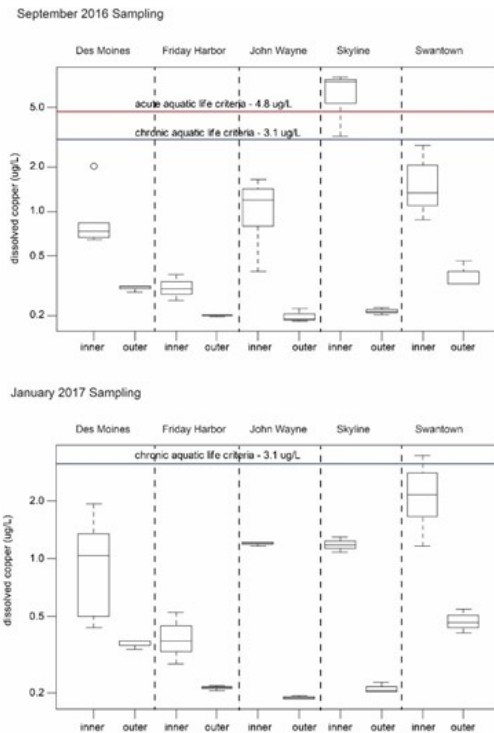 September 2016 Sampling
Des Moines Friday Harbor John Wayne Skyline Swantown
acute aquatic life criteria - 4.8 ug/L
chronic aquatic life criteria - 3.1 ug/L
dissolved copper (ug/L)
5.0
2.0
1.0
0.5
0.2
inner outer inner outer inner outer inner outer inner outer
January 2017 Sampling
Des Moines Friday Harbor John Wayne Skyline Swantown
chronic aquatic life criteria - 3.1 ug/L
dissolved copper (ug/L)
2.0
1.0
0.5
0.2
inner outer inner outer inner outer inner outer inner outer